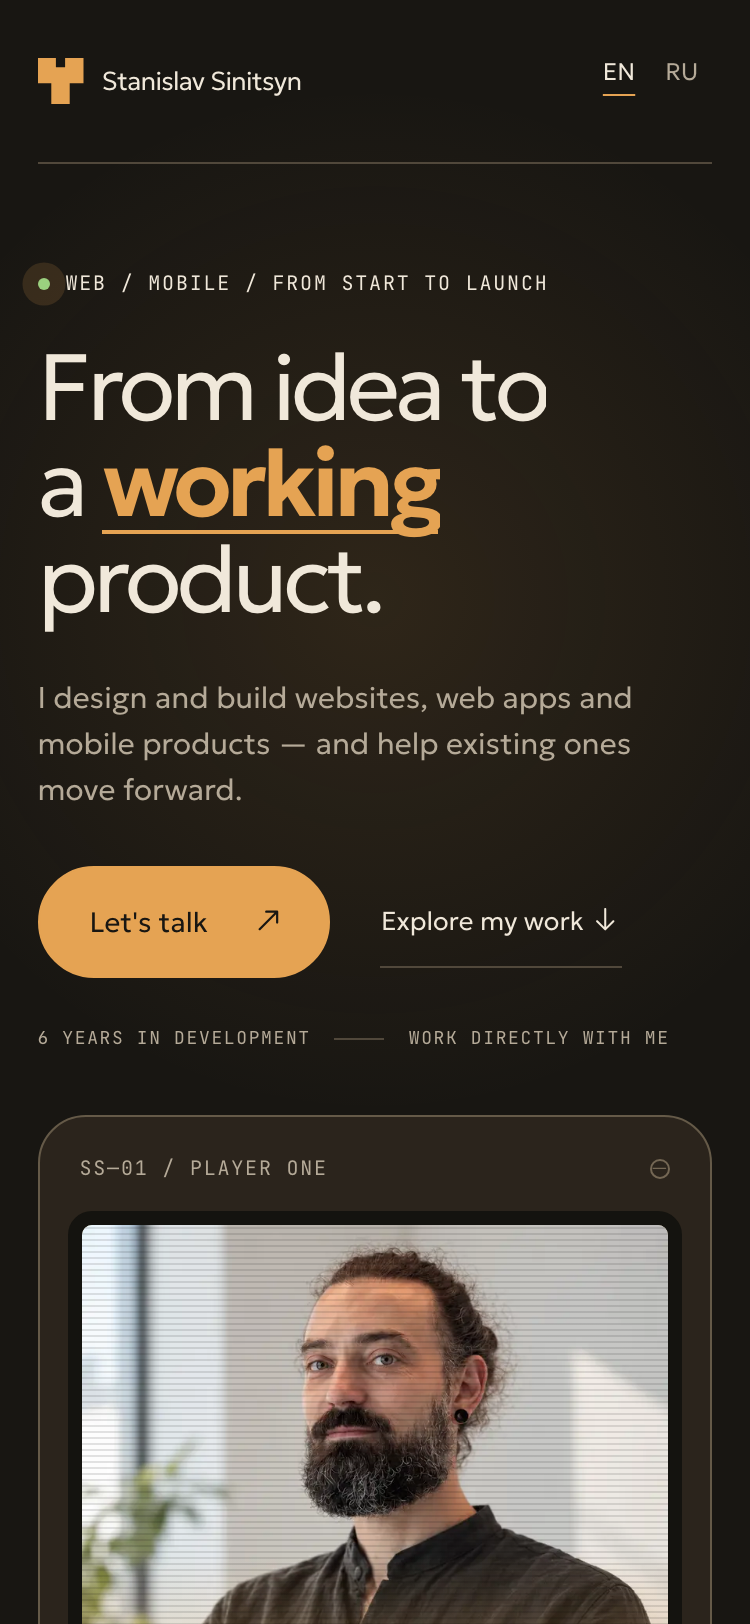 Stanislav Sinitsyn
EN RU
WEB / MOBILE / FROM START TO LAUNCH
From idea to
a working
product.
I design and build websites, web apps and
mobile products — and help existing ones
move forward.
Let's talk ↗
Explore my work ↓
6 YEARS IN DEVELOPMENT — WORK DIRECTLY WITH ME
SS—01 / PLAYER ONE